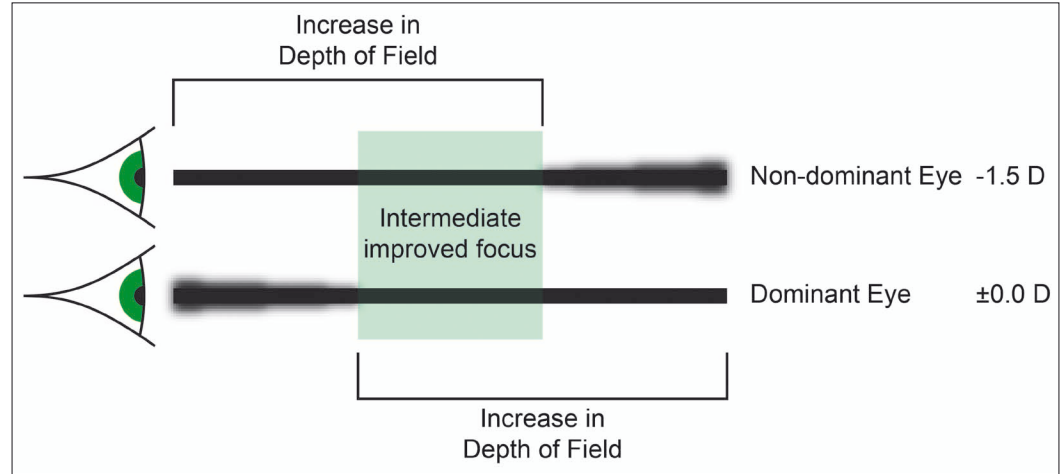 Increase in
Depth of Field
Non-dominant Eye -1.5 D
Intermediate
improved focus
Dominant Eye ±0.0 D
Increase in
Depth of Field